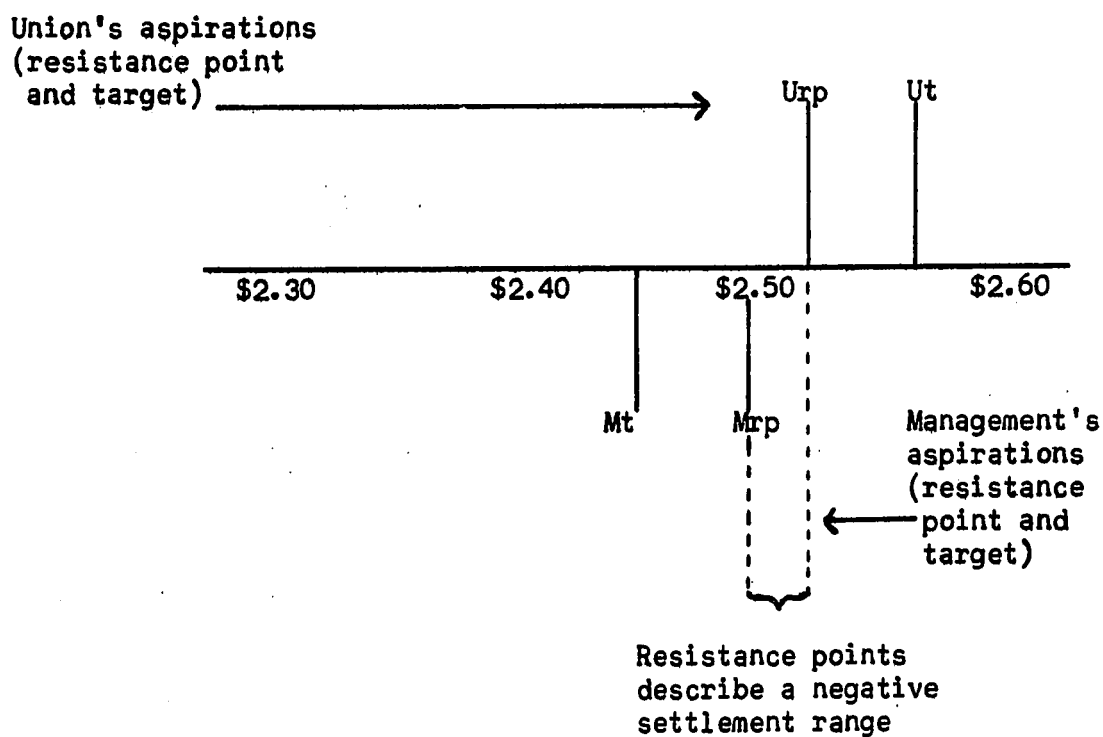 Union's aspirations
(resistance point
and target)
Urp Ut
$2.30 $2.40 $2.50 $2.60
Mt Mrp
Management's
aspirations
(resistance
point and
target)
Resistance points
describe a negative
settlement range